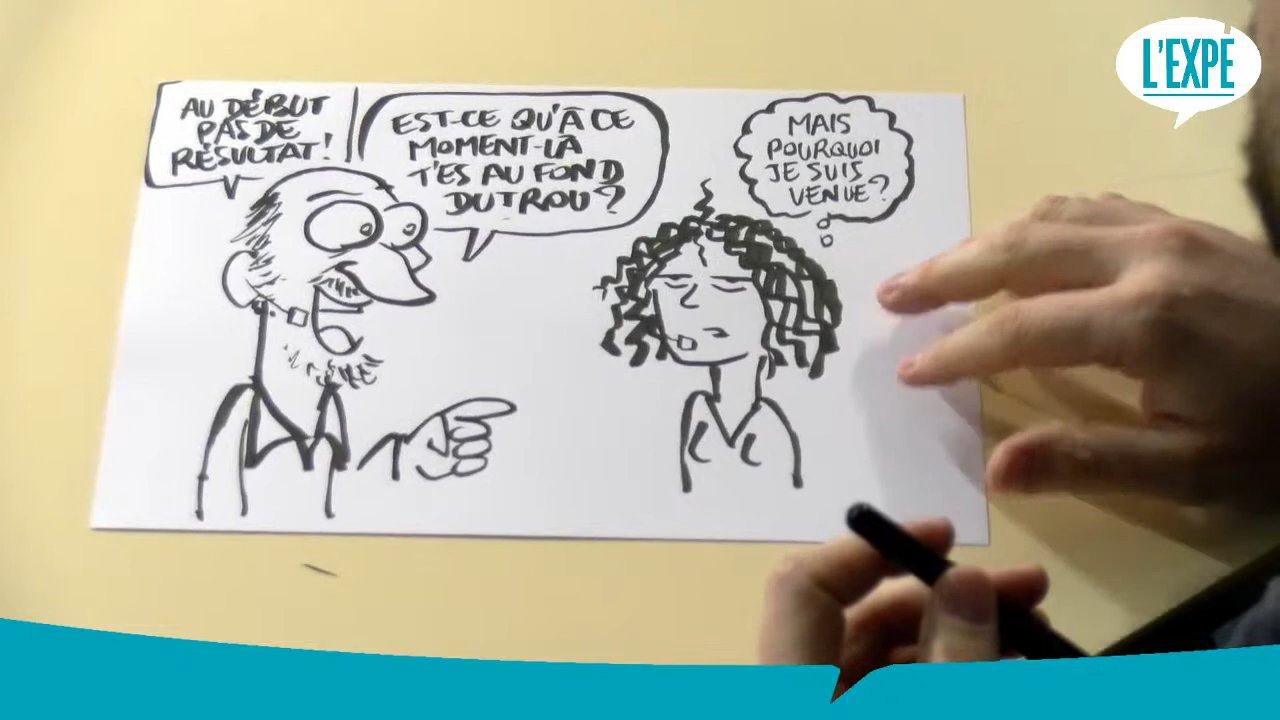 AU DÉBUT
PAS DE
RÉSULTAT!
EST-CE QU'À CE
MOMENT-LÀ
T'ES AU FOND
DU TROU?
MAIS
POURQUOI
JE SUIS
VENUE?
L'EXPÉ